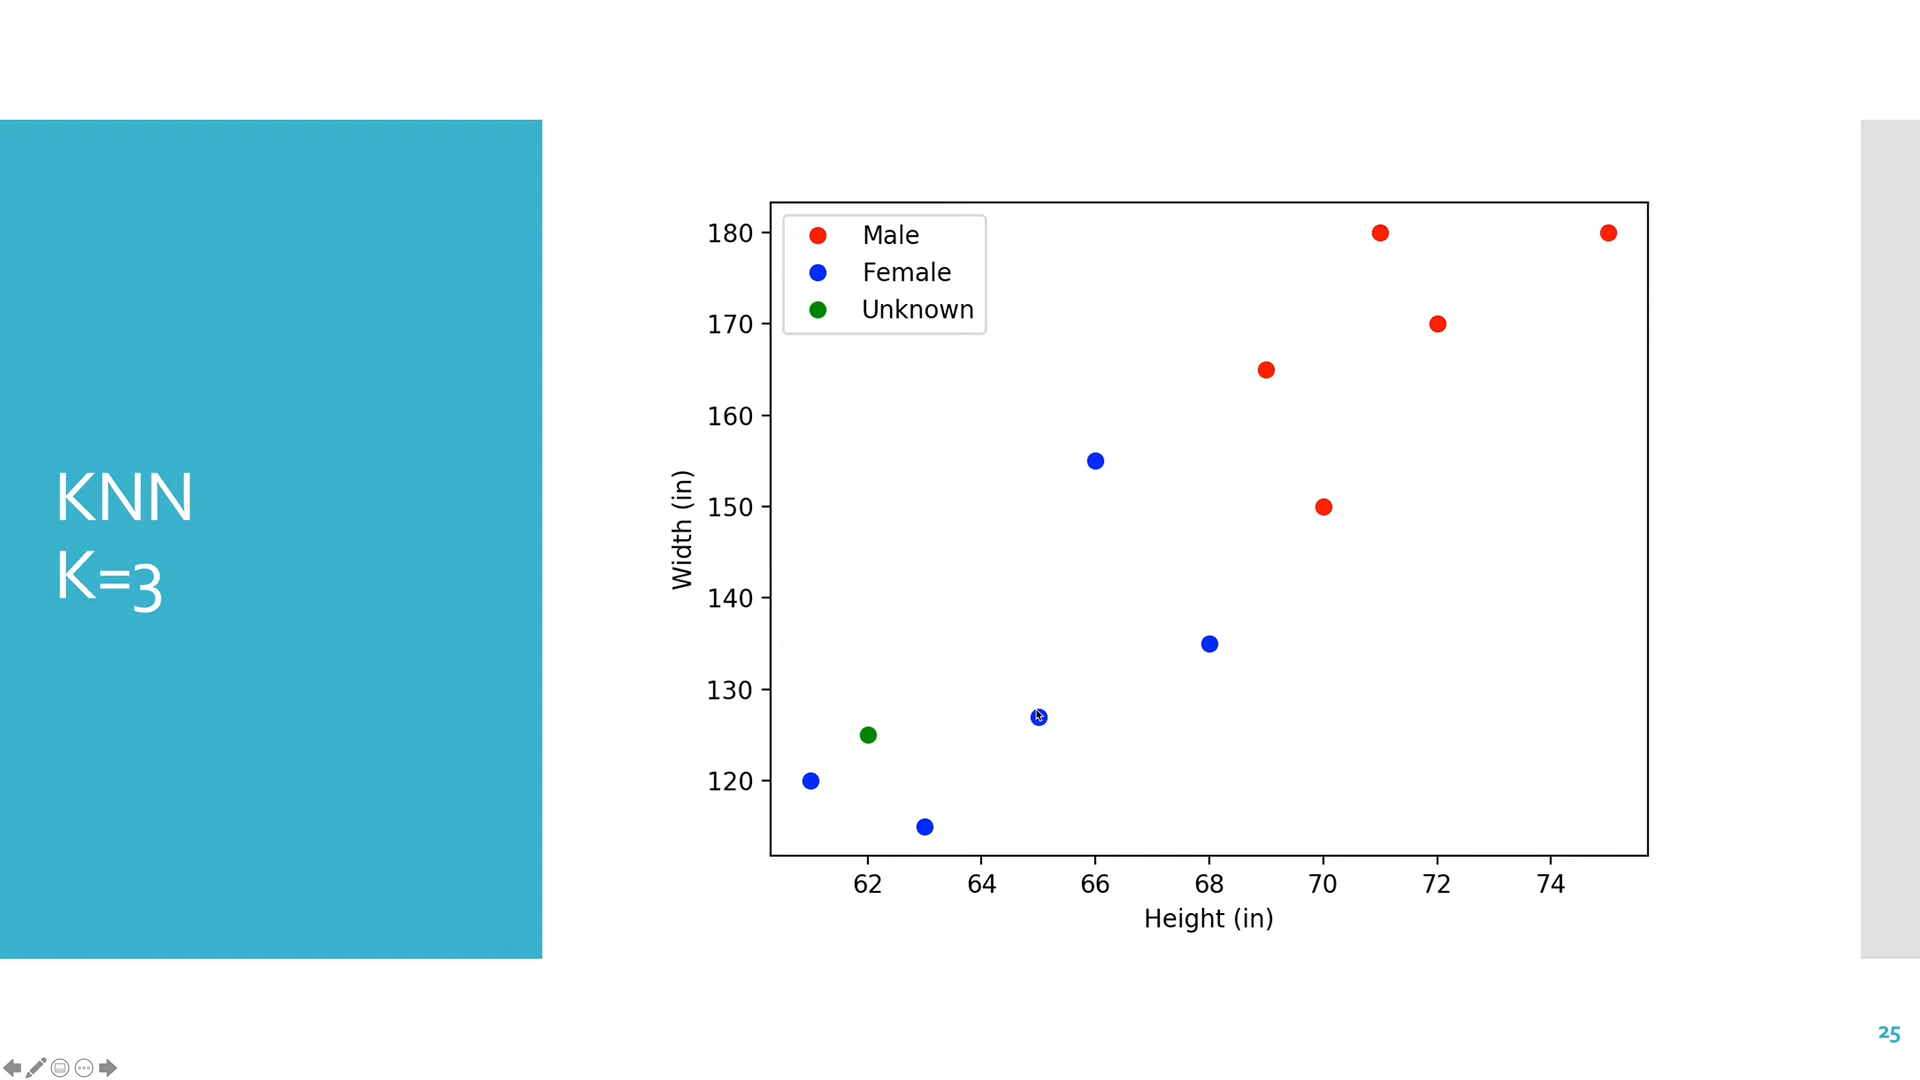 KNN
K=3
Male
Female
Unknown
180
170
160
150
140
130
120
Width (in)
62 64 66 68 70 72 74
Height (in)
25